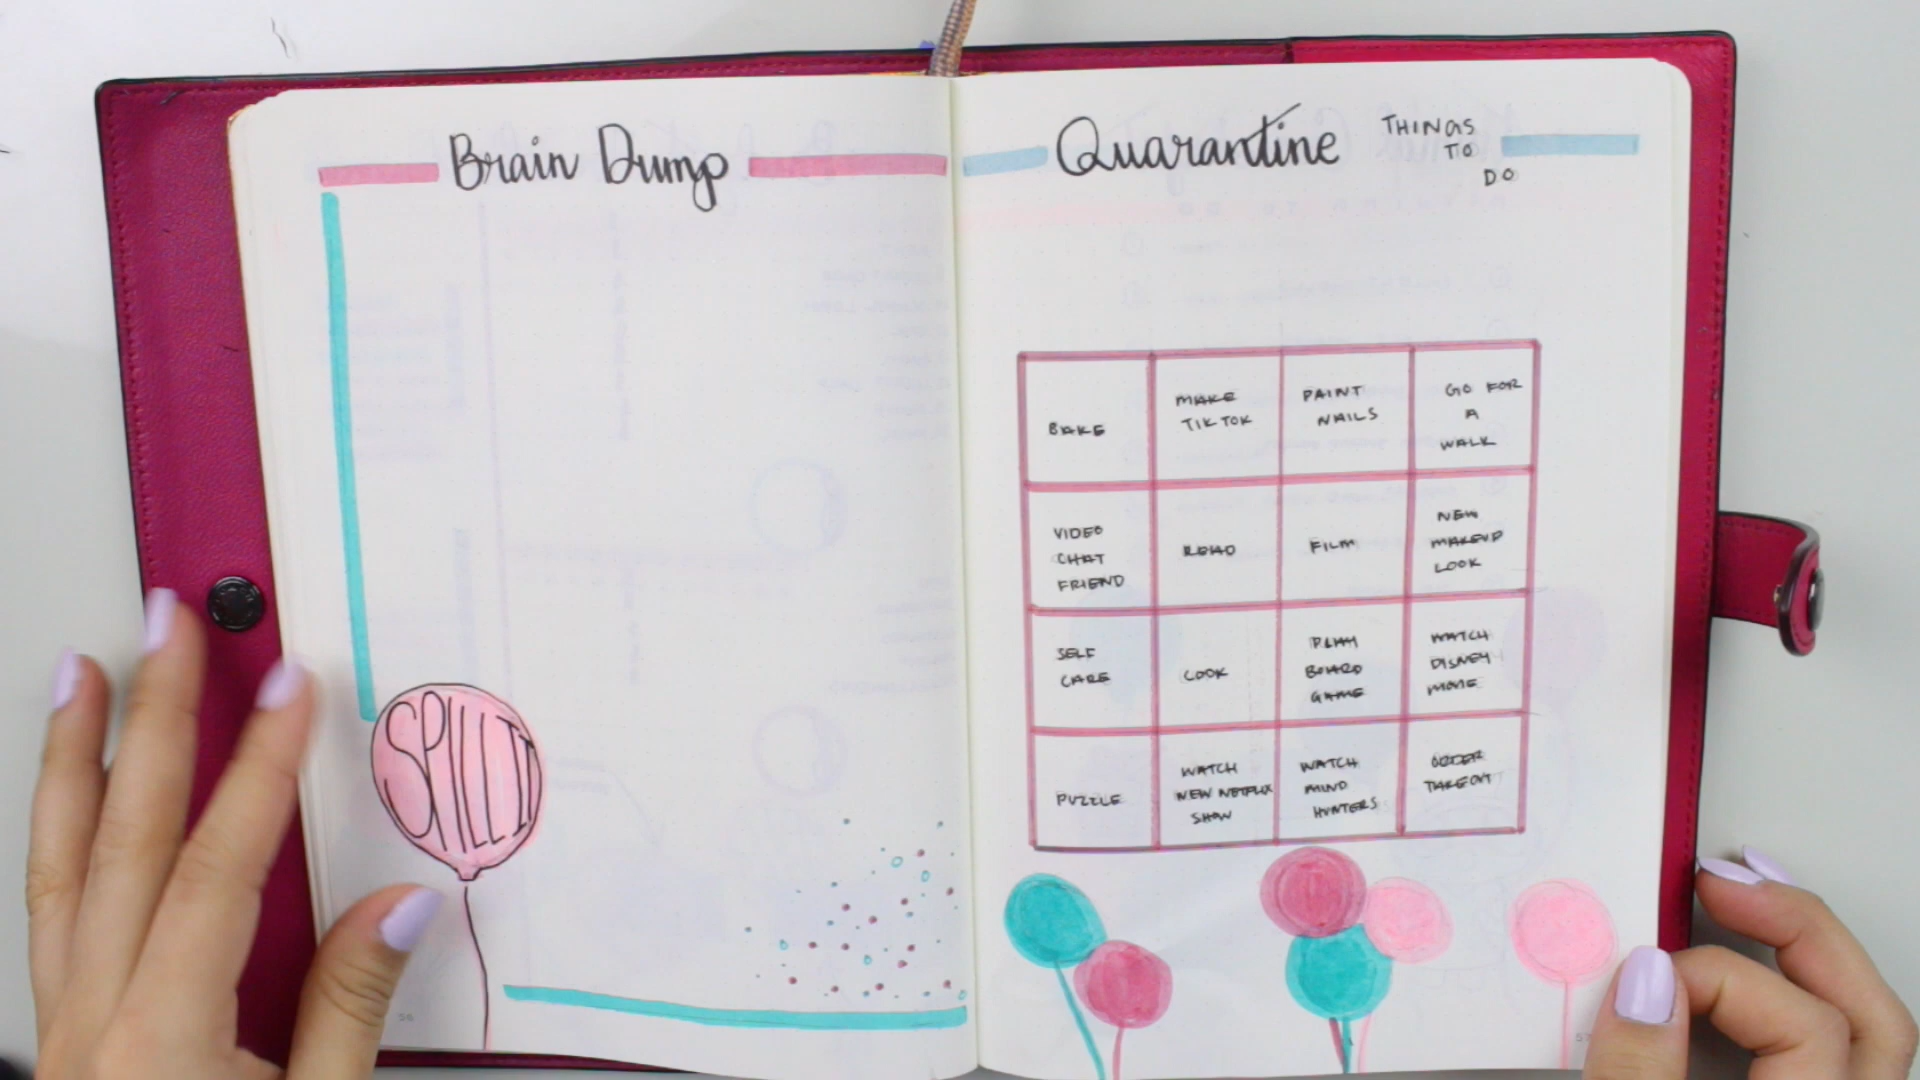 Brain Dump
SPILL IT
56
Quarantine
THINGS
TO
DO
BAKE
MAKE
TIK TOK
PAINT
NAILS
GO FOR
A
WALK
VIDEO
CHAT
FRIEND
READ
FILM
NEW
MAKEUP
LOOK
SELF
CARE
COOK
PLAY
BOARD
GAME
WATCH
DISNEY
MOVIE
PUZZLE
WATCH
NEW NETFLIX
SHOW
WATCH
MIND
HUNTERS
ORDER
TAKEOUT
57